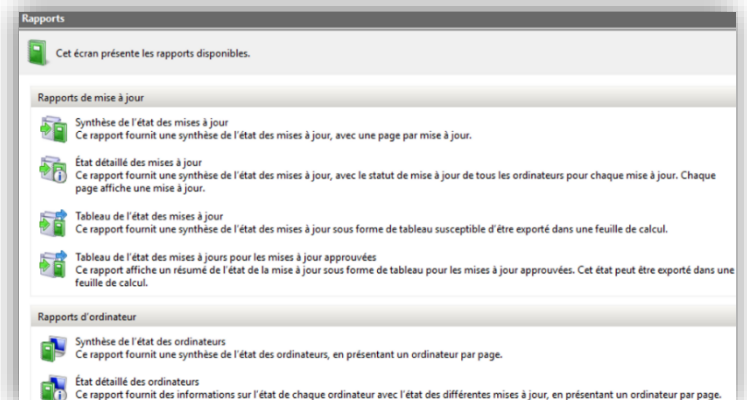 Rapports
Cet écran présente les rapports disponibles.
Rapports de mise à jour
Synthèse de l'état des mises à jour
Ce rapport fournit une synthèse de l'état des mises à jour, avec une page par mise à jour.
État détaillé des mises à jour
Ce rapport fournit une synthèse de l'état des mises à jour, avec le statut de mise à jour de tous les ordinateurs pour chaque mise à jour. Chaque
page affiche une mise à jour.
Tableau de l'état des mises à jour
Ce rapport fournit une synthèse de l'état des mises à jour sous forme de tableau susceptible d'être exporté dans une feuille de calcul.
Tableau de l'état des mises à jours pour les mises à jour approuvées
Ce rapport affiche un résumé de l'état de la mise à jour sous forme de tableau pour les mises à jour approuvées. Cet état peut être exporté dans une
feuille de calcul.
Rapports d'ordinateur
Synthèse de l'état des ordinateurs
Ce rapport fournit une synthèse de l'état des ordinateurs, en présentant un ordinateur par page.
État détaillé des ordinateurs
Ce rapport fournit des informations sur l'état de chaque ordinateur avec l'état des différentes mises à jour, en présentant un ordinateur par page.